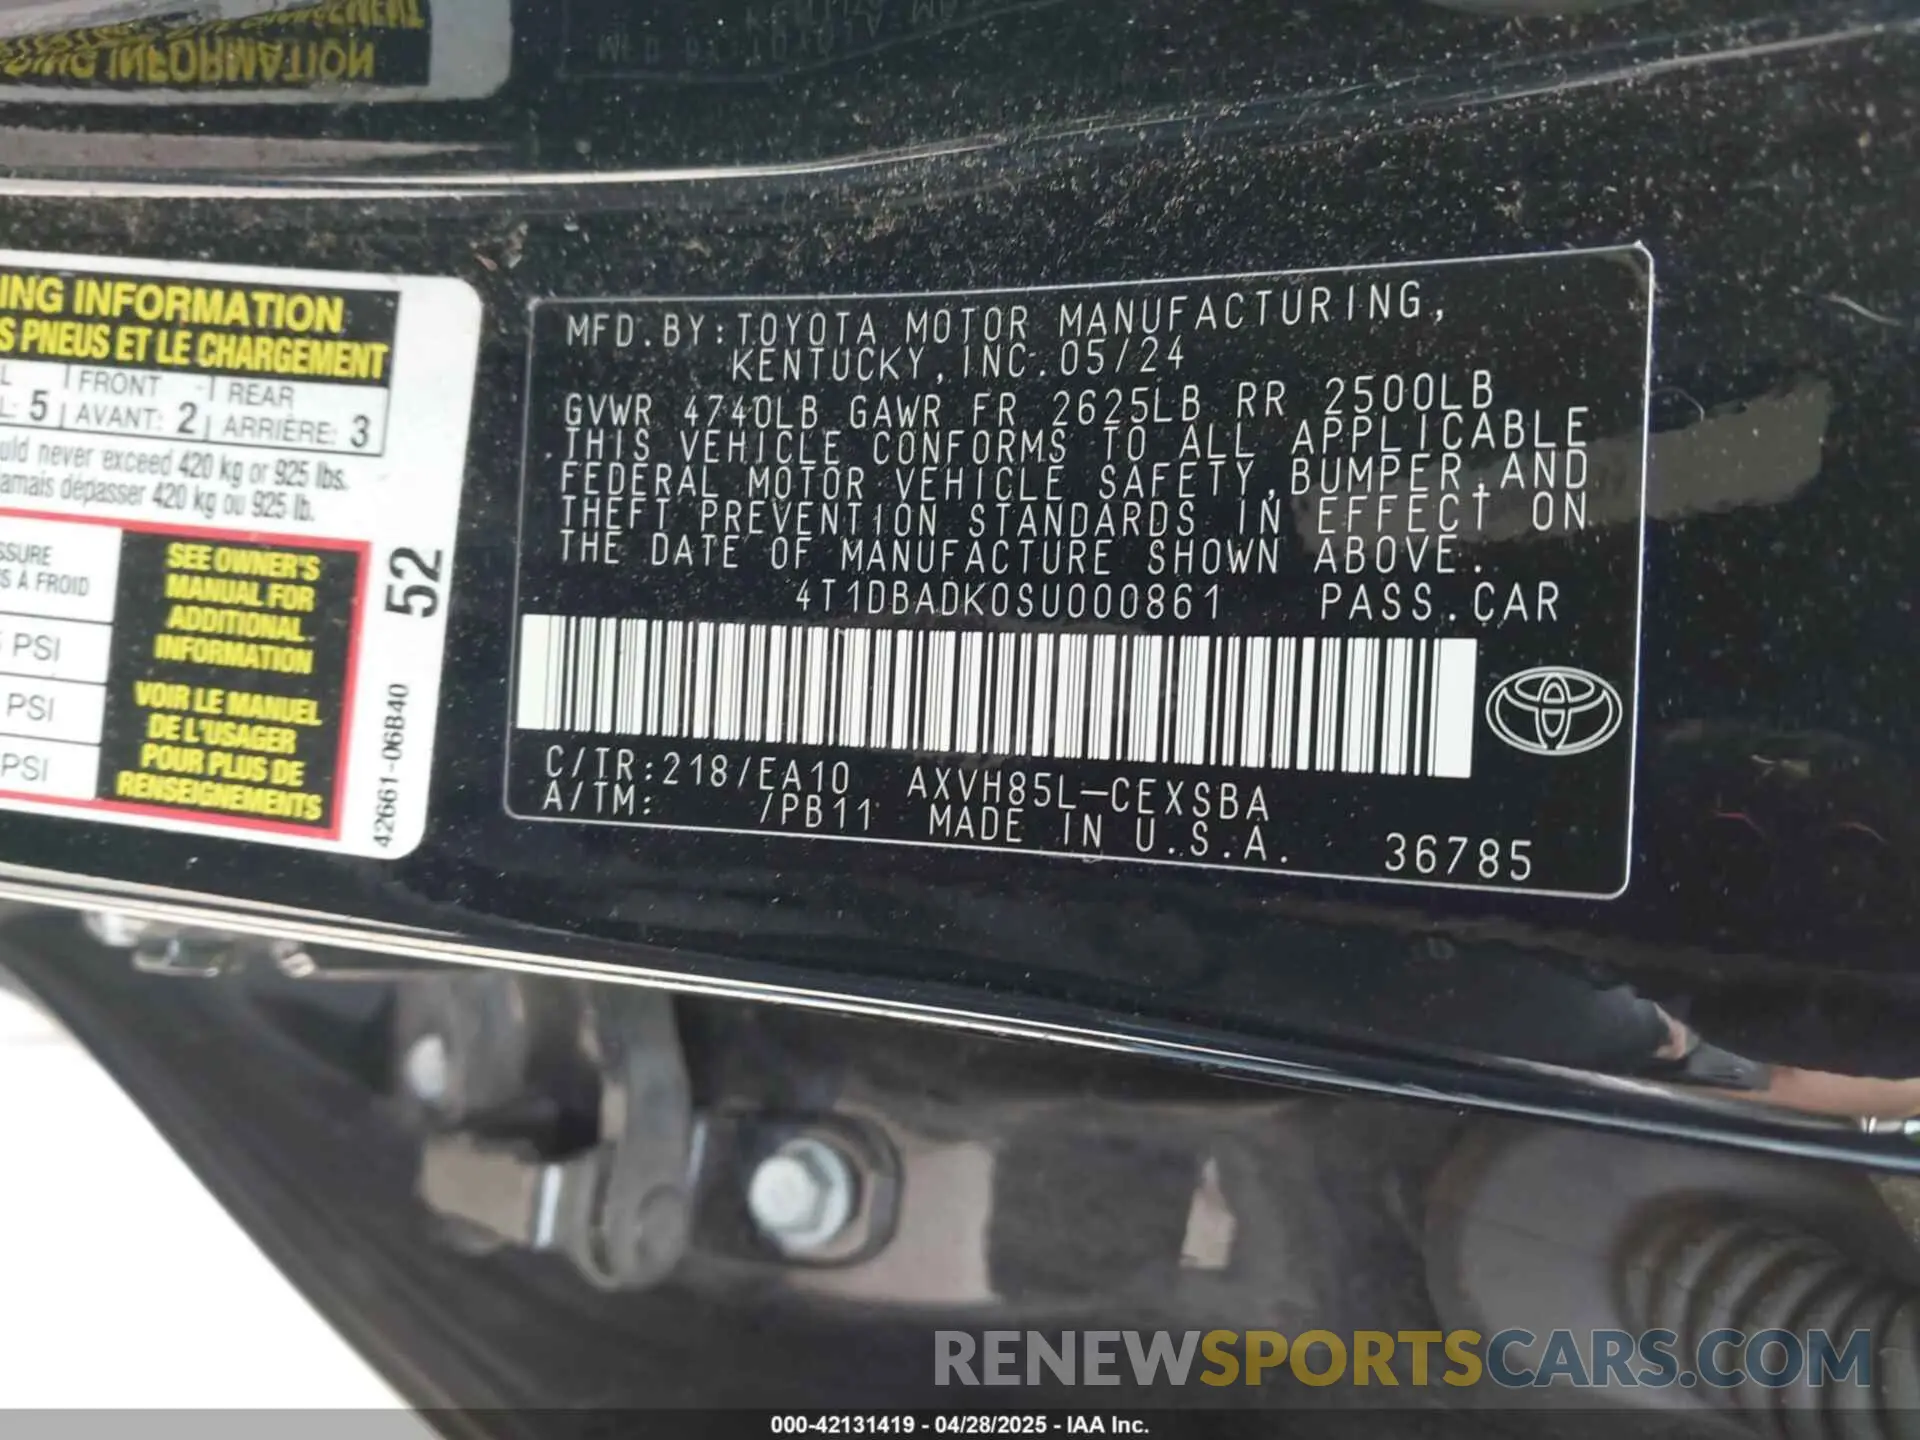 ING INFORMATION
S PNEUS ET LE CHARGEMENT
FRONT REAR
L: 5 AVANT: 2 ARRIÈRE: 3
uld never exceed 420 kg or 925 lbs.
amais dépasser 420 kg ou 925 lb.
SSURE
S À FROID
PSI
PSI
PSI
SEE OWNER'S
MANUAL FOR
ADDITIONAL
INFORMATION
VOIR LE MANUEL
DE L'USAGER
POUR PLUS DE
RENSEIGNEMENTS
52
42661-06B40
MFD.BY:TOYOTA MOTOR MANUFACTURING,
KENTUCKY,INC.05/24
GVWR 4740LB GAWR FR 2625LB RR 2500LB
THIS VEHICLE CONFORMS TO ALL APPLICABLE
FEDERAL MOTOR VEHICLE SAFETY,BUMPER,AND
THEFT PREVENTION STANDARDS IN EFFECT ON
THE DATE OF MANUFACTURE SHOWN ABOVE.
4T1DBADK0SU000861 PASS.CAR
C/TR:218/EA10 AXVH85L-CEXSBA
A/TM: /PB11 MADE IN U.S.A. 36785
RENEWSPORTSCARS.COM
000-42131419 - 04/28/2025 - IAA Inc.